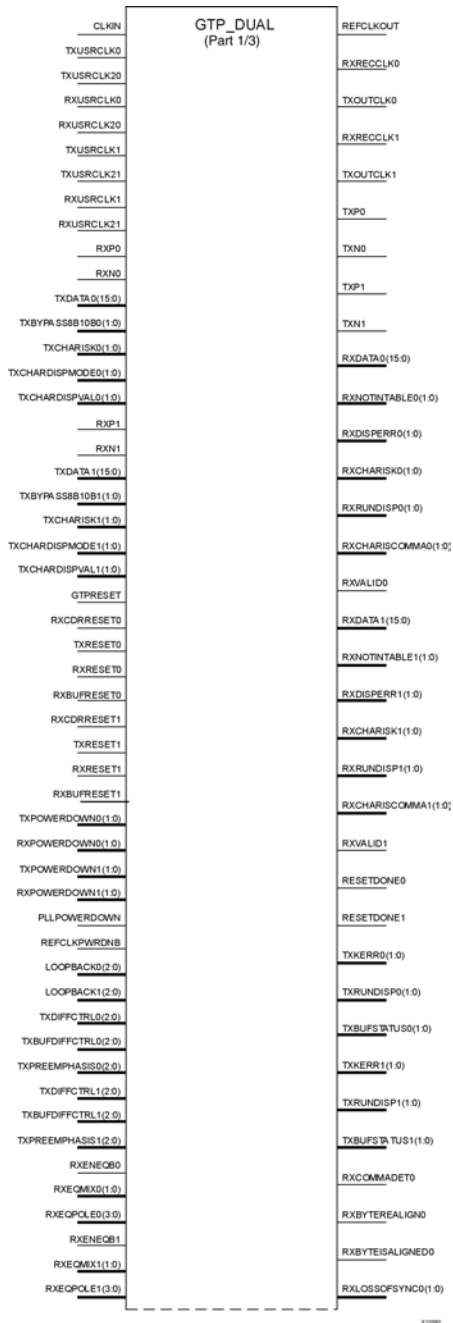 GTP_DUAL
(Part 1/3)
CLKIN
TXUSRCLK0
TXUSRCLK20
RXUSRCLK0
RXUSRCLK20
TXUSRCLK1
TXUSRCLK21
RXUSRCLK1
RXUSRCLK21
RXP0
RXN0
TXDATA0(15:0)
TXBYPASS8B10B0(1:0)
TXCHARISK0(1:0)
TXCHARDISPMODE0(1:0)
TXCHARDISPVAL0(1:0)
RXP1
RXN1
TXDATA1(15:0)
TXBYPASS8B10B1(1:0)
TXCHARISK1(1:0)
TXCHARDISPMODE1(1:0)
TXCHARDISPVAL1(1:0)
GTPRESET
RXCDRRESET0
TXRESET0
RXRESET0
RXBUFRESET0
RXCDRRESET1
TXRESET1
RXRESET1
RXBUFRESET1
TXPOWERDOWN0(1:0)
RXPOWERDOWN0(1:0)
TXPOWERDOWN1(1:0)
RXPOWERDOWN1(1:0)
PLLPOWERDOWN
REFCLKPWRDNB
LOOPBACK0(2:0)
LOOPBACK1(2:0)
TXDIFFCTRL0(2:0)
TXBUFDIFFCTRL0(2:0)
TXPREEMPHASIS0(2:0)
TXDIFFCTRL1(2:0)
TXBUFDIFFCTRL1(2:0)
TXPREEMPHASIS1(2:0)
RXENEQB0
RXEQMIX0(1:0)
RXEQPOLE0(3:0)
RXENEQB1
RXEQMIX1(1:0)
RXEQPOLE1(3:0)
REFCLKOUT
RXRECCLK0
TXOUTCLK0
RXRECCLK1
TXOUTCLK1
TXP0
TXN0
TXP1
TXN1
RXDATA0(15:0)
RXNOTINTABLE0(1:0)
RXDISPERR0(1:0)
RXCHARISK0(1:0)
RXRUNDISP0(1:0)
RXCHARISCOMMA0(1:0)
RXVALID0
RXDATA1(15:0)
RXNOTINTABLE1(1:0)
RXDISPERR1(1:0)
RXCHARISK1(1:0)
RXRUNDISP1(1:0)
RXCHARISCOMMA1(1:0)
RXVALID1
RESETDONE0
RESETDONE1
TXKERR0(1:0)
TXRUNDISP0(1:0)
TXBUFSTATUS0(1:0)
TXKERR1(1:0)
TXRUNDISP1(1:0)
TXBUFSTATUS1(1:0)
RXCOMMADET0
RXBYTEREALIGN0
RXBYTEISALIGNED0
RXLOSSOFSYNC0(1:0)